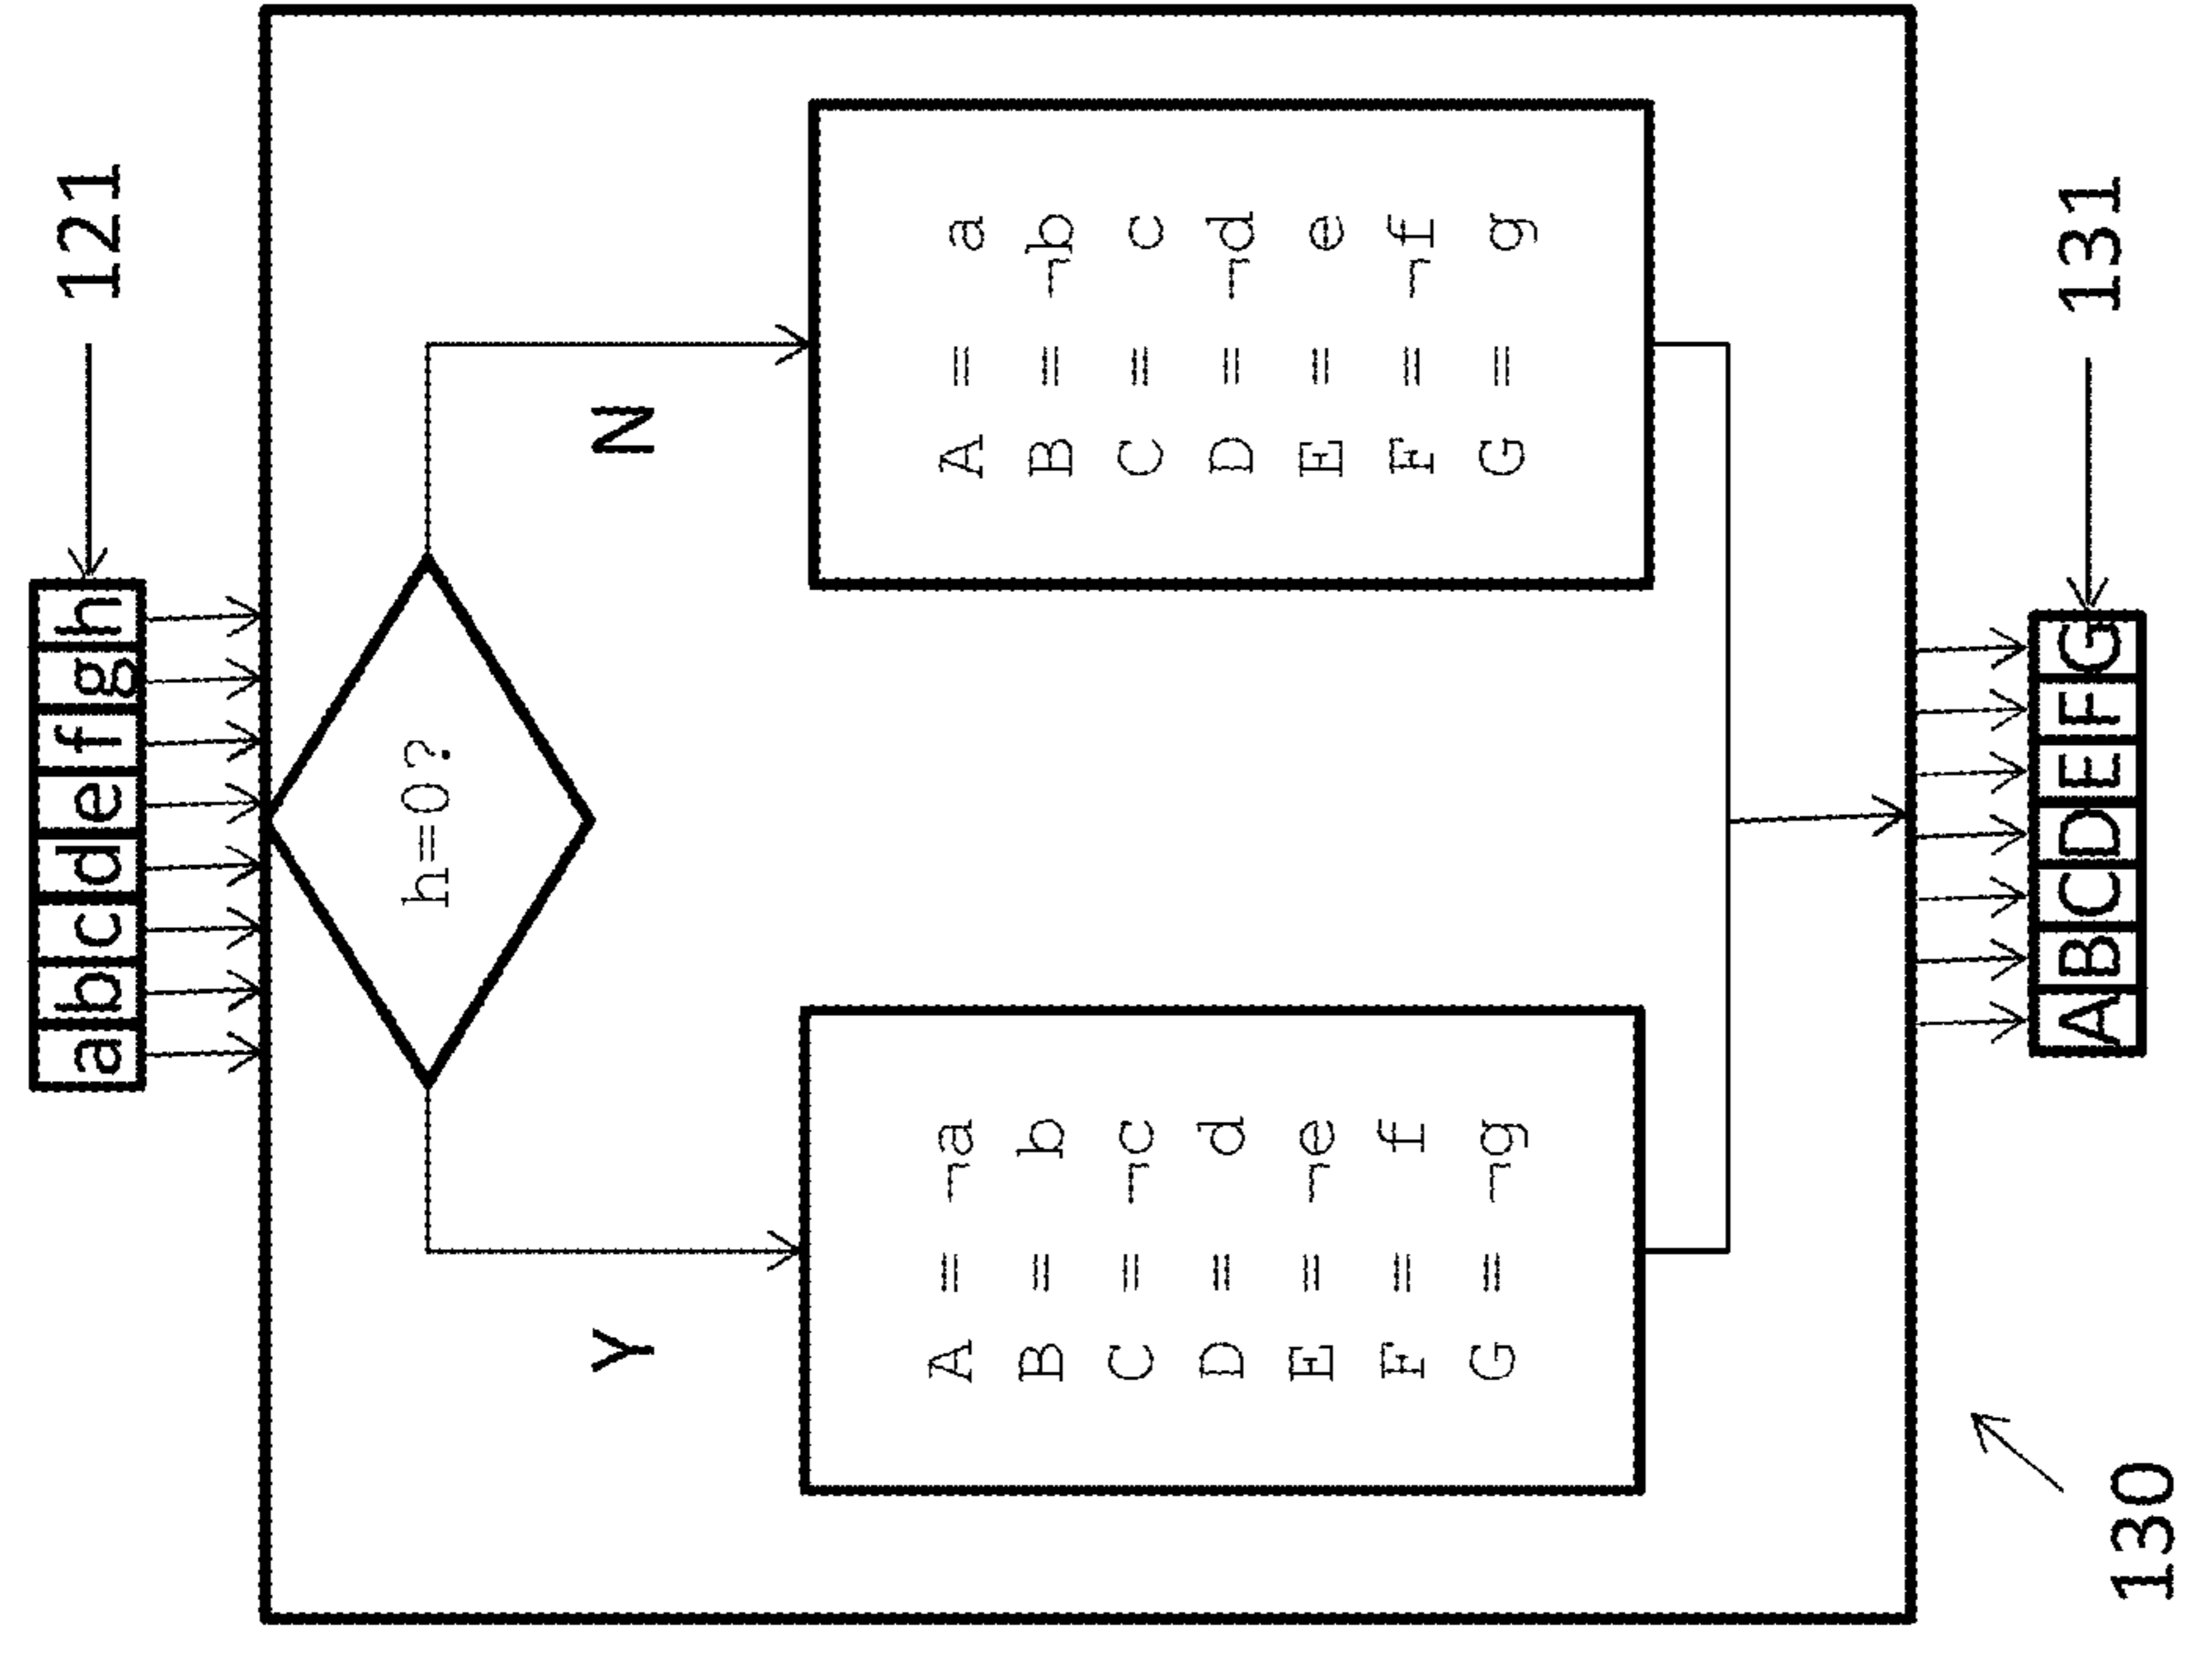 a b c d e f g h
121
h=0?
Y
N
A = ¬a
B = b
C = ¬c
D = d
E = ¬e
F = f
G = ¬g
A = a
B = ¬b
C = c
D = ¬d
E = e
F = ¬f
G = g
130
A B C D E F G
131